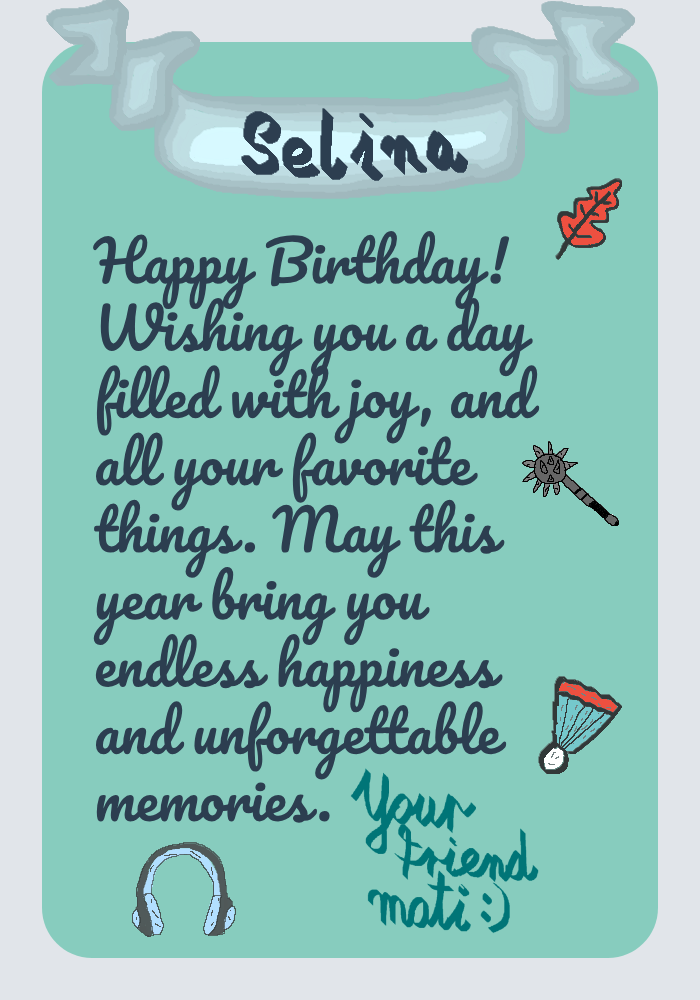 Selina
Happy Birthday!
Wishing you a day
filled with joy, and
all your favorite
things. May this
year bring you
endless happiness
and unforgettable
memories.
Your
friend
mati :)